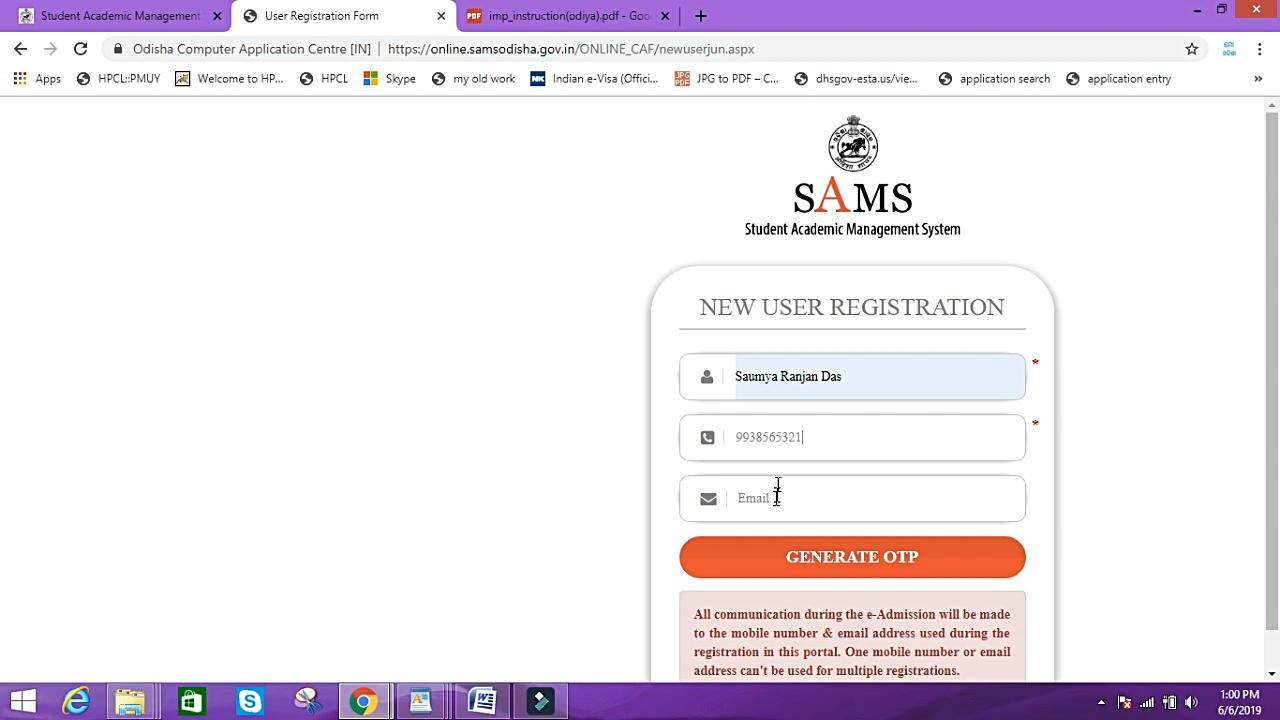 Student Academic Management
User Registration Form
imp_instruction(odiya).pdf - Goo
Odisha Computer Application Centre [IN] | https://online.samsodisha.gov.in/ONLINE_CAF/newuserjun.aspx
Apps
HPCL::PMUY
Welcome to HP...
HPCL
Skype
my old work
Indian e-Visa (Offici...
JPG to PDF – C...
dhsgov-esta.us/vie...
application search
application entry
»
SAMS
Student Academic Management System
NEW USER REGISTRATION
Saumya Ranjan Das
*
9938565321
*
Email
GENERATE OTP
All communication during the e-Admission will be made
to the mobile number & email address used during the
registration in this portal. One mobile number or email
address can't be used for multiple registrations.
1:00 PM
6/6/2019